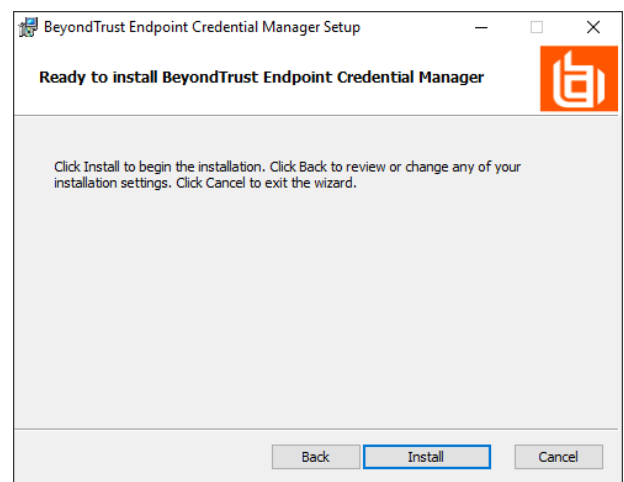 BeyondTrust Endpoint Credential Manager Setup
Ready to install BeyondTrust Endpoint Credential Manager
Click Install to begin the installation. Click Back to review or change any of your
installation settings. Click Cancel to exit the wizard.
Back
Install
Cancel